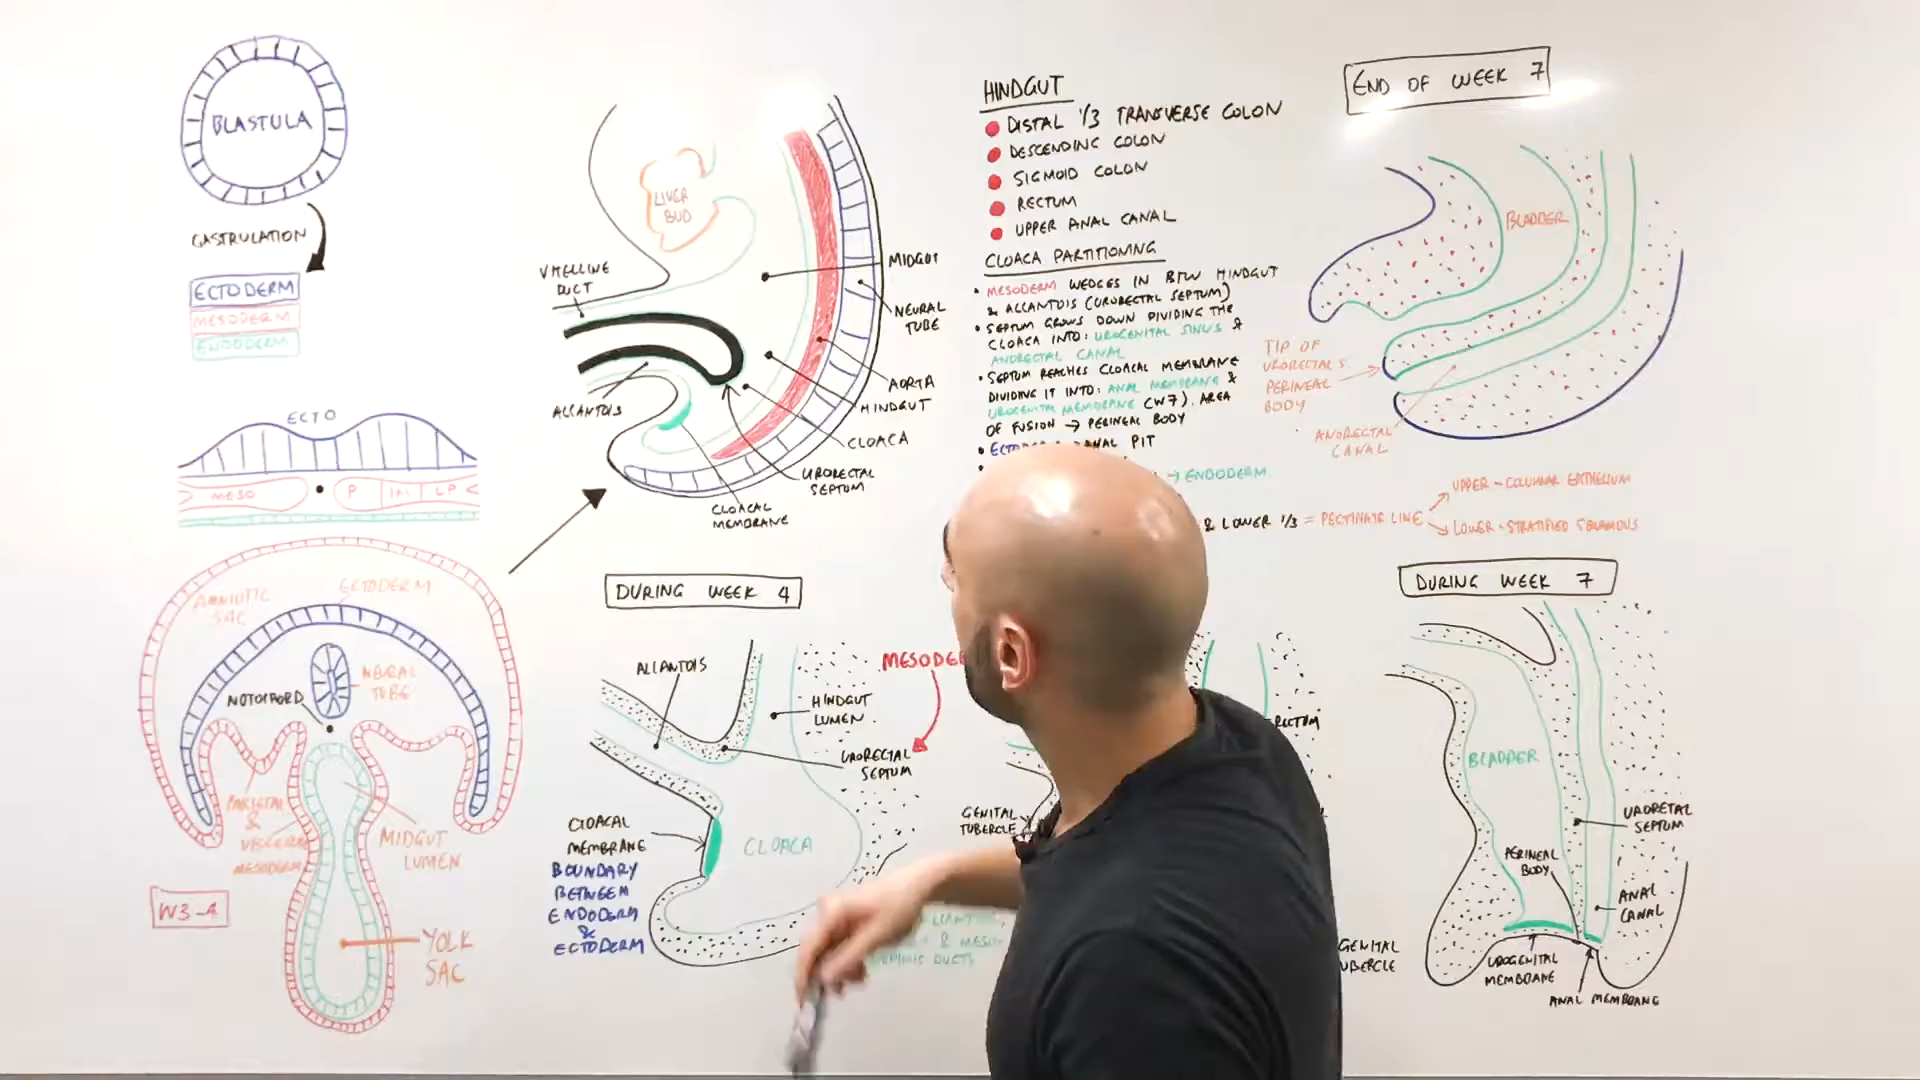 BLASTULA
GASTRULATION
ECTODERM
MESODERM
ENDODERM
ECTO
MESO
P
IM
LP
AMNIOTIC
SAC
ECTODERM
NEURAL
TUBE
NOTOCHORD
PARIETAL
&
VISCERAL
MESODERM
MIDGUT
LUMEN
W3-4
YOLK
SAC
LIVER
BUD
VITELLINE
DUCT
MIDGUT
NEURAL
TUBE
AORTA
HINDGUT
CLOACA
URORECTAL
SEPTUM
CLOACAL
MEMBRANE
ALLANTOIS
HINDGUT
DISTAL 1/3 TRANSVERSE COLON
DESCENDING COLON
SIGMOID COLON
RECTUM
UPPER ANAL CANAL
CLOACA PARTITIONING
• MESODERM WEDGES IN BTW HINDGUT
& ALLANTOIS (URORECTAL SEPTUM)
• SEPTUM GROWS DOWN DIVIDING THE
CLOACA INTO: UROGENITAL SINUS &
ANORECTAL CANAL
• SEPTUM REACHES CLOACAL MEMBRANE
DIVIDING IT INTO: ANAL MEMBRANE &
UROGENITAL MEMBRANE (W7). AREA
OF FUSION → PERINEAL BODY
ANAL PIT
→ ENDODERM
& LOWER 1/3 = PECTINATE LINE
UPPER - COLUMNAR EPITHELIUM
LOWER - STRATIFIED SQUAMOUS
END OF WEEK 7
BLADDER
TIP OF
URORECTAL S.
PERINEAL
BODY
ANORECTAL
CANAL
DURING WEEK 4
ALLANTOIS
HINDGUT
LUMEN
URORECTAL
SEPTUM
CLOACAL
MEMBRANE
BOUNDARY
BETWEEN
ENDODERM
&
ECTODERM
CLOACA
& MESO-
DUCTS
GENITAL
TUBERCLE
DURING WEEK 7
BLADDER
URORETAL
SEPTUM
PERINEAL
BODY
ANAL
CANAL
GENITAL
UROGENITAL
MEMBRANE
ANAL MEMBRANE